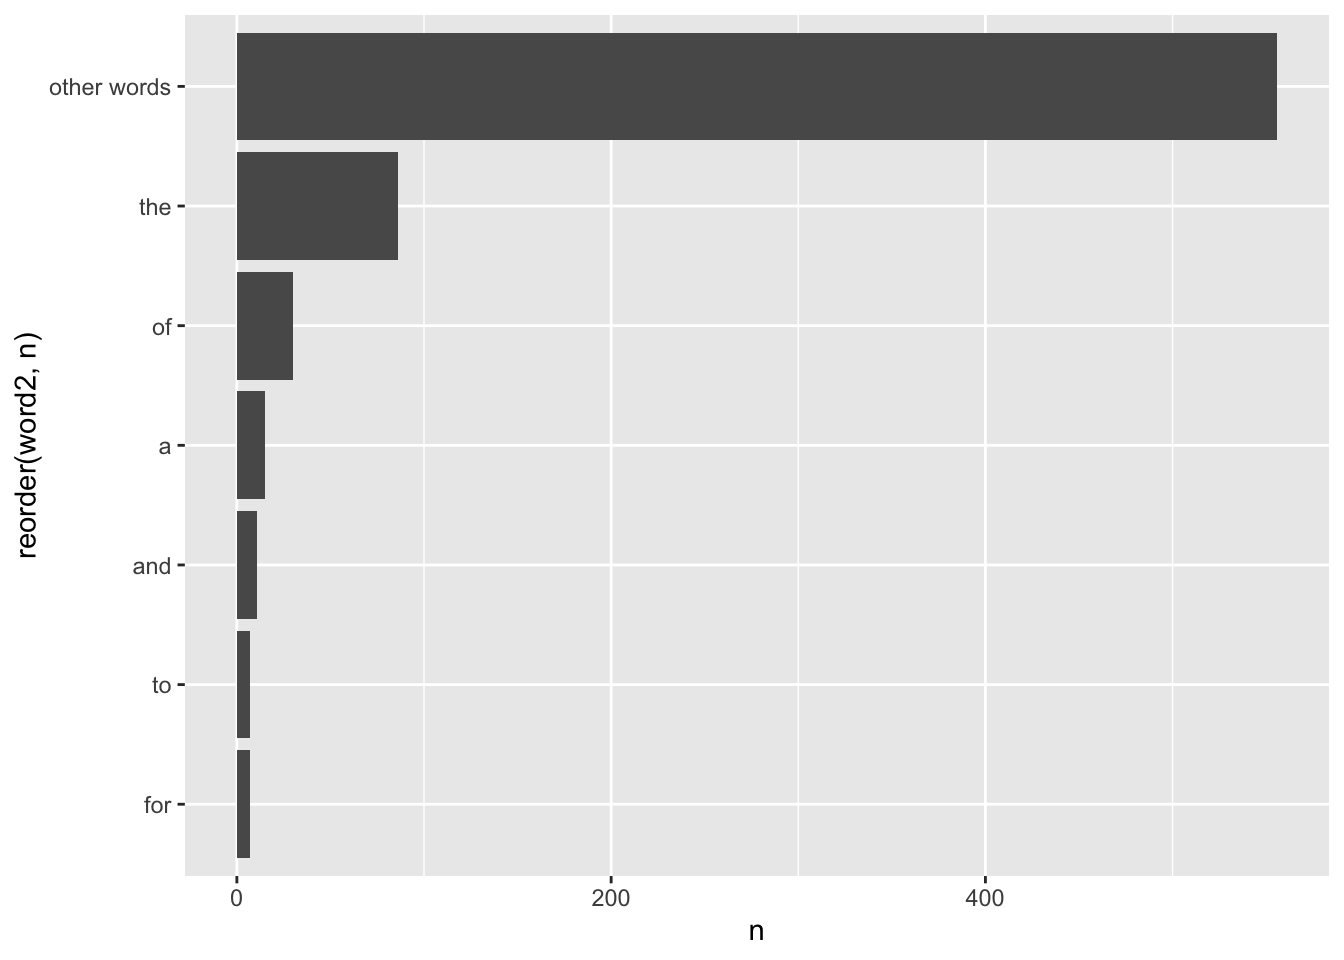 other words
the
of
a
and
to
for
reorder(word2, n)
0 200 400
n